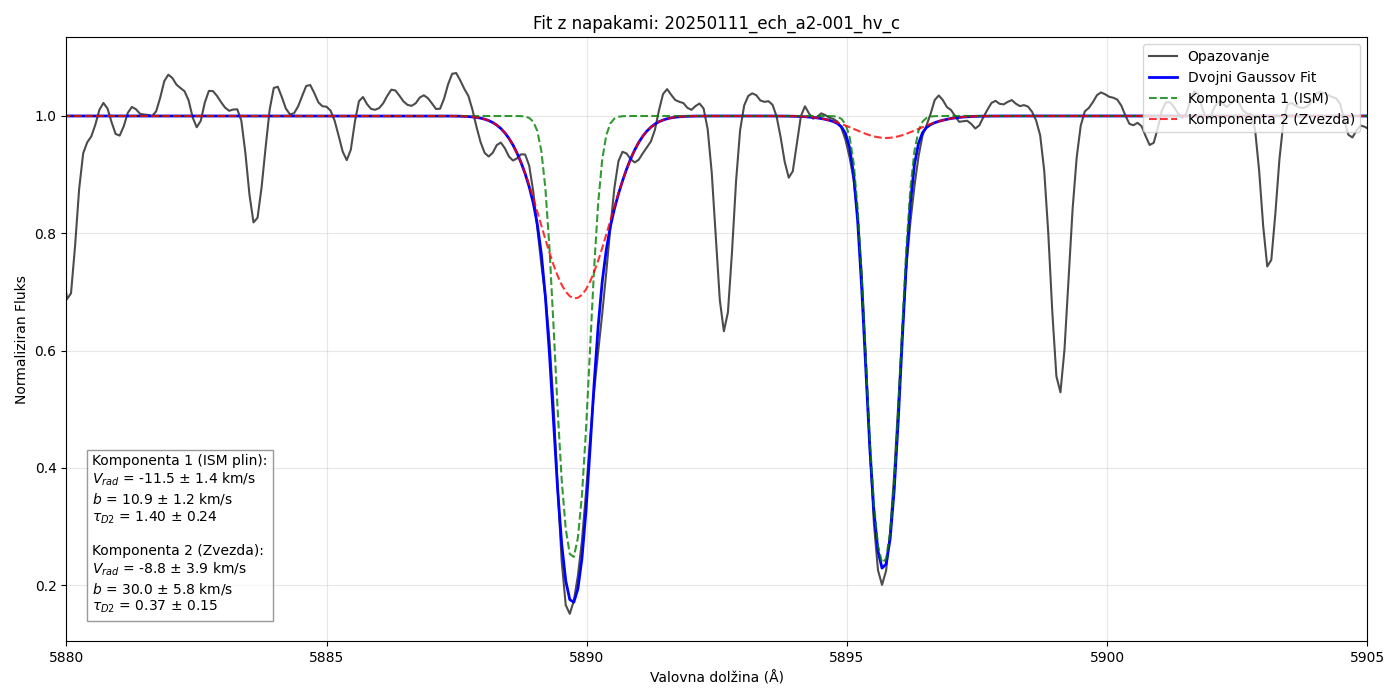 Fit z napakami: 20250111_ech_a2-001_hv_c
Opazovanje
Dvojni Gaussov Fit
Komponenta 1 (ISM)
Komponenta 2 (Zvezda)
Normaliziran Fluks
1.0
0.8
0.6
0.4
0.2
Komponenta 1 (ISM plin):
V_rad = -11.5 ± 1.4 km/s
b = 10.9 ± 1.2 km/s
τ_D2 = 1.40 ± 0.24
Komponenta 2 (Zvezda):
V_rad = -8.8 ± 3.9 km/s
b = 30.0 ± 5.8 km/s
τ_D2 = 0.37 ± 0.15
5880 5885 5890 5895 5900 5905
Valovna dolžina (Å)